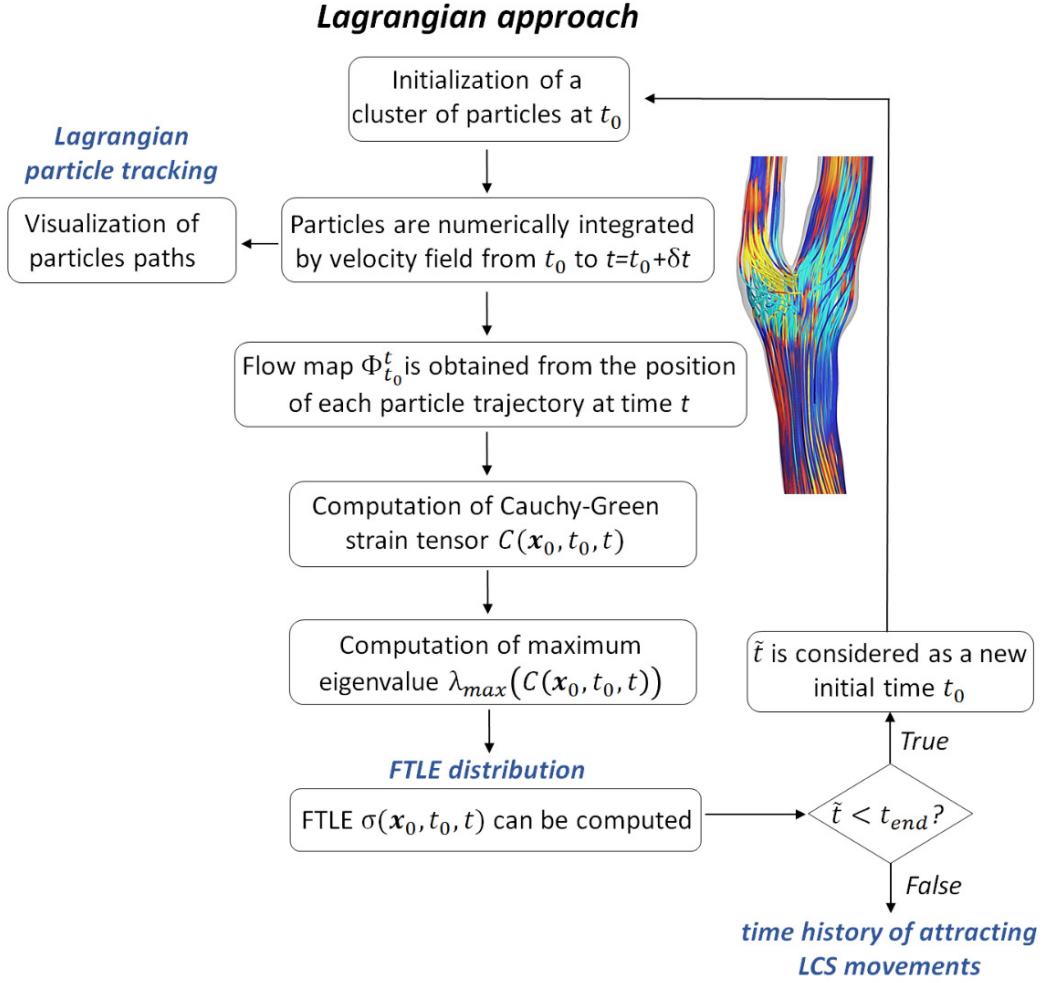 Lagrangian approach
Initialization of a
cluster of particles at t₀
Lagrangian
particle tracking
Visualization of
particles paths
Particles are numerically integrated
by velocity field from t₀ to t=t₀+δt
Flow map Φₜ₀ᵗ is obtained from the position
of each particle trajectory at time t
Computation of Cauchy-Green
strain tensor C(x₀, t₀, t)
Computation of maximum
eigenvalue λₘₐₓ(C(x₀, t₀, t))
FTLE distribution
FTLE σ(x₀, t₀, t) can be computed
t̃ is considered as a new
initial time t₀
True
t̃ < t_end?
False
time history of attracting
LCS movements